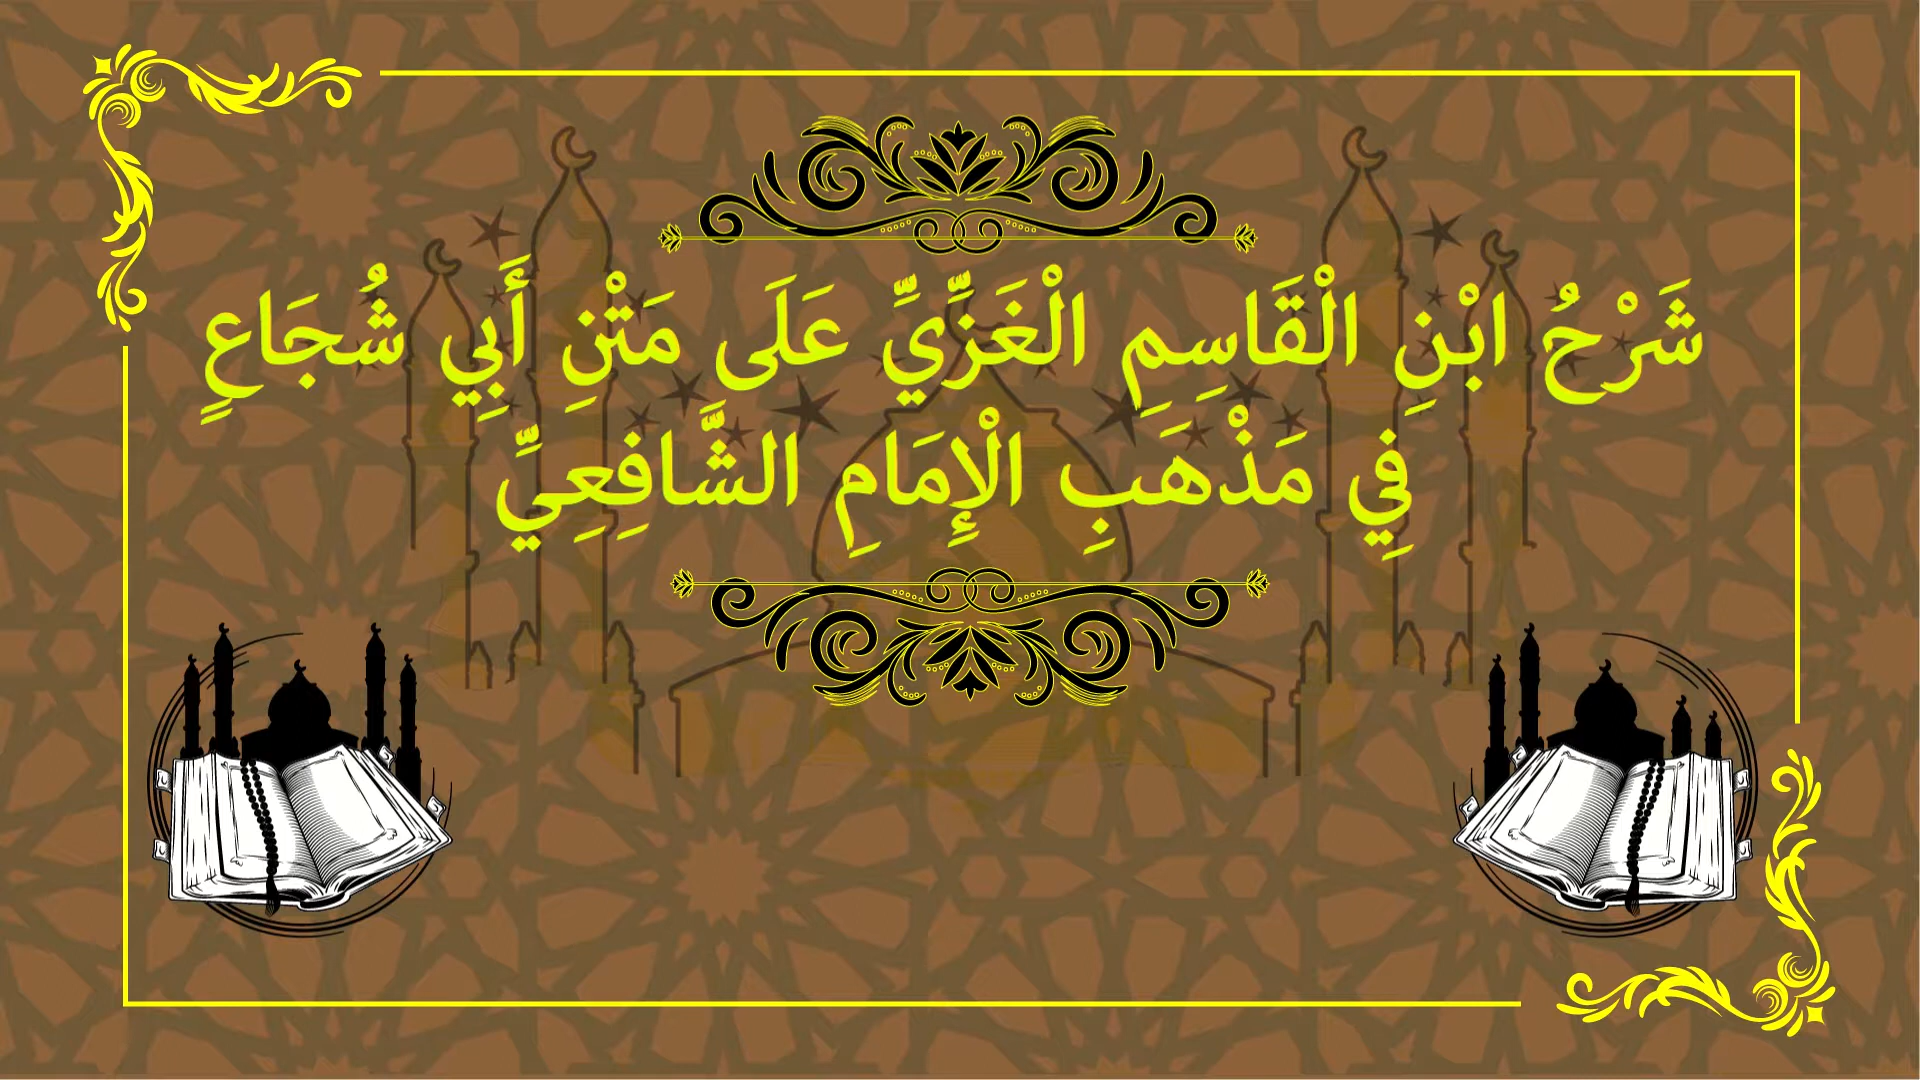 شَرْحُ ابْنِ الْقَاسِمِ الْغَزِّيِّ عَلَى مَتْنِ أَبِي شُجَاعٍ
فِي مَذْهَبِ الْإِمَامِ الشَّافِعِيِّ